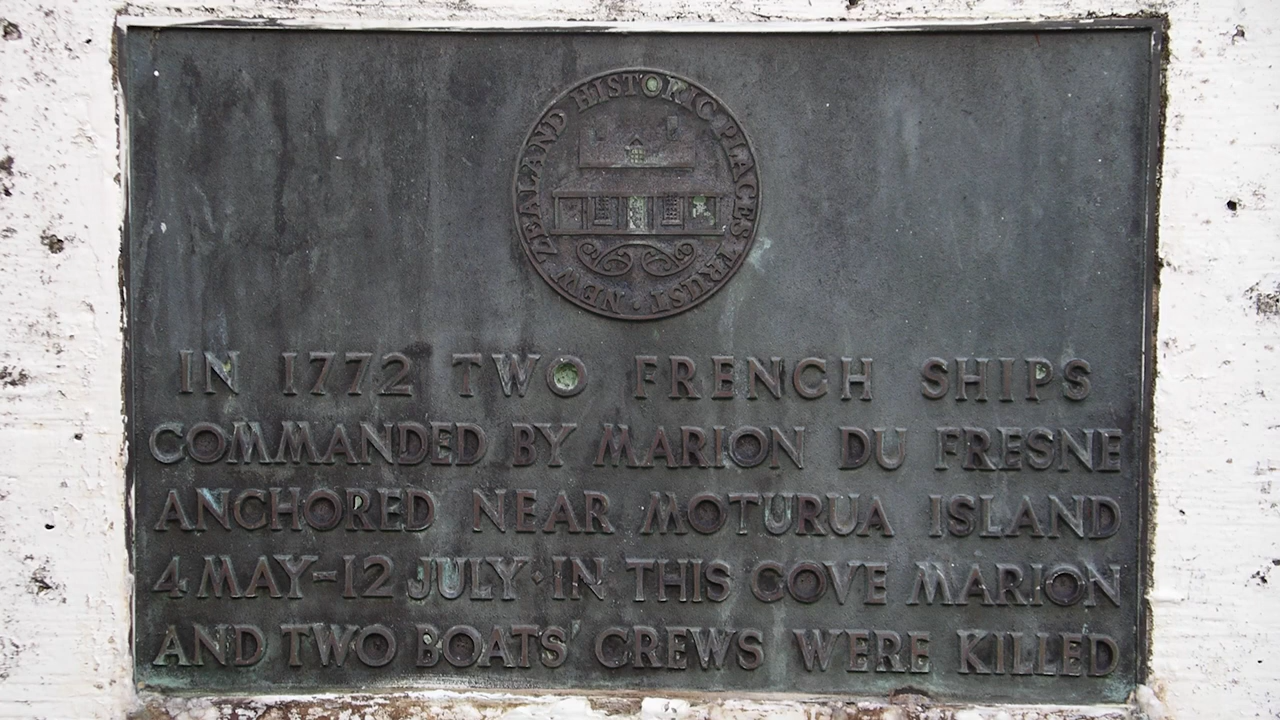 NEW ZEALAND HISTORIC PLACES TRUST ·
IN 1772 TWO FRENCH SHIPS
COMMANDED BY MARION DU FRESNE
ANCHORED NEAR MOTURUA ISLAND
4 MAY-12 JULY · IN THIS COVE MARION
AND TWO BOATS' CREWS WERE KILLED